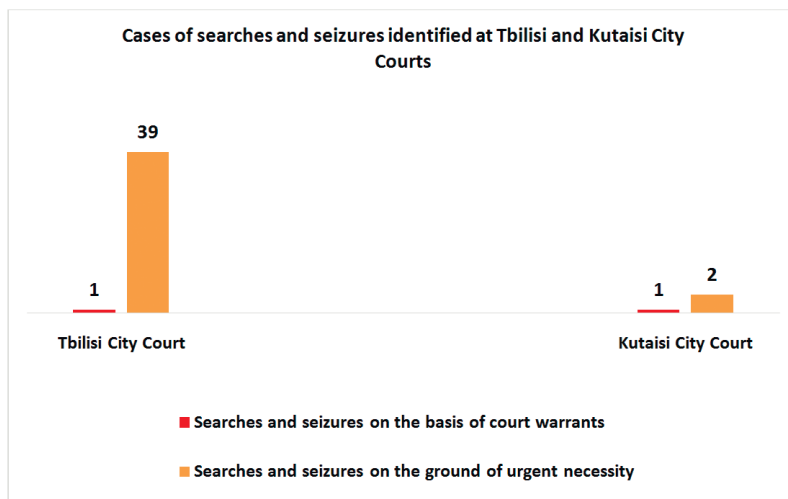 Cases of searches and seizures identified at Tbilisi and Kutaisi City
Courts
39
1
1
2
Tbilisi City Court
Kutaisi City Court
Searches and seizures on the basis of court warrants
Searches and seizures on the ground of urgent necessity